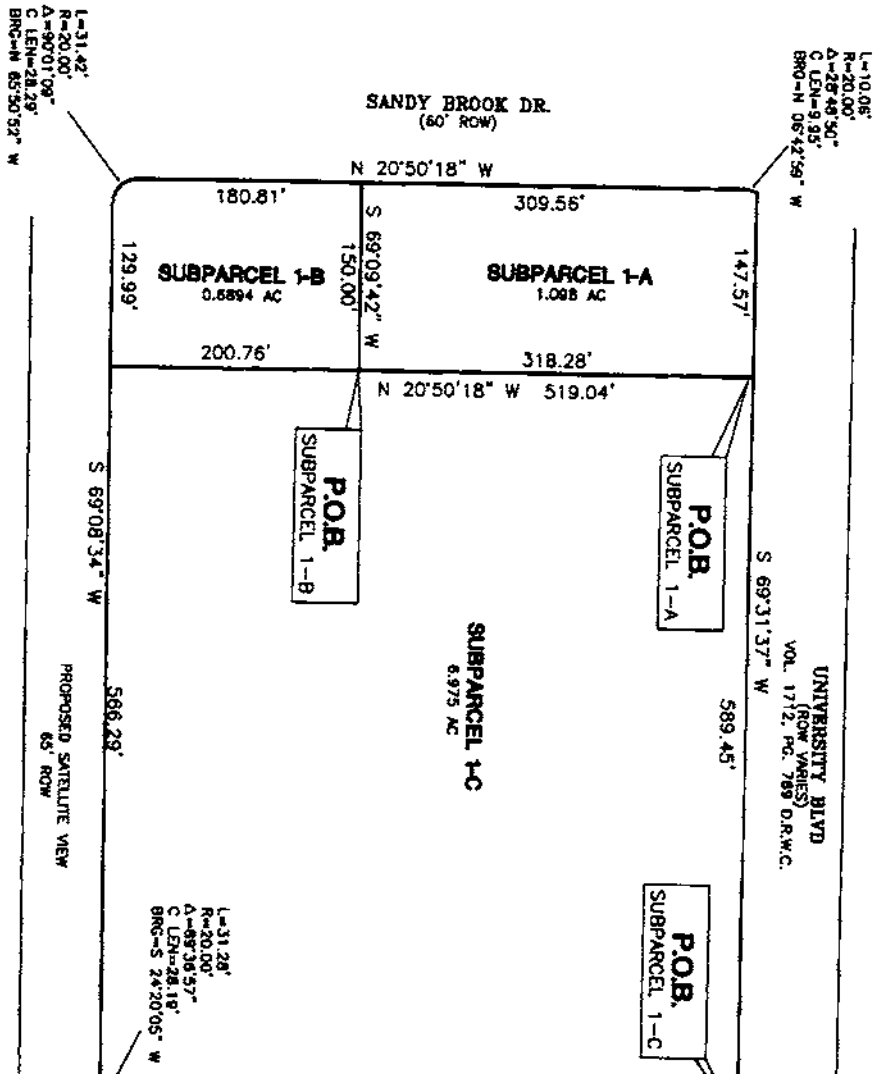 L=31.42'
R=20.00'
Δ=90°01'09"
C LEN=28.29'
BRG=N 65°50'52" W
L=10.06'
R=20.00'
Δ=28°48'50"
C LEN=9.95'
BRG=N 06°42'59" W
SANDY BROOK DR.
(60' ROW)
N 20°50'18" W
180.81'
309.56'
129.99'
SUBPARCEL 1-B
0.6894 AC
150.00'
S 69°09'42" W
SUBPARCEL 1-A
1.098 AC
147.57'
200.76'
318.28'
N 20°50'18" W 519.04'
P.O.B.
SUBPARCEL 1-B
P.O.B.
SUBPARCEL 1-A
S 69°08'34" W
566.29'
PROPOSED SATELLITE VIEW
65' ROW
SUBPARCEL 1-C
6.975 AC
S 69°31'37" W
589.45'
UNIVERSITY BLVD
(ROW VARIES)
VOL. 1712, PG. 789 D.R.W.C.
P.O.B.
SUBPARCEL 1-C
L=31.28'
R=20.00'
Δ=89°36'57"
C LEN=28.19'
BRG=S 24°20'05" W